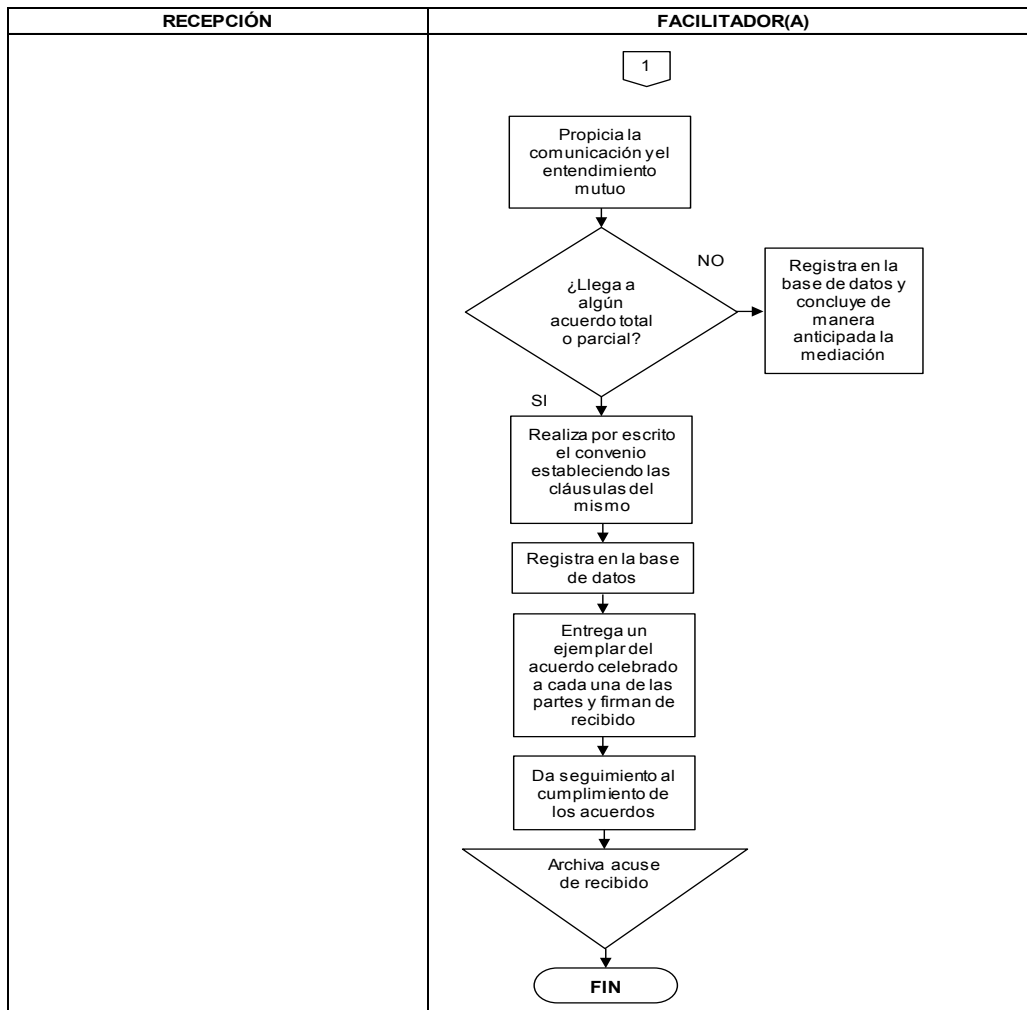 RECEPCIÓN
FACILITADOR(A)
1
Propicia la
comunicación y el
entendimiento
mutuo
¿Llega a
algún
acuerdo total
o parcial?
NO
Registra en la
base de datos y
concluye de
manera
anticipada la
mediación
SI
Realiza por escrito
el convenio
estableciendo las
cláusulas del
mismo
Registra en la base
de datos
Entrega un
ejemplar del
acuerdo celebrado
a cada una de las
partes y firman de
recibido
Da seguimiento al
cumplimiento de
los acuerdos
Archiva acuse
de recibido
FIN